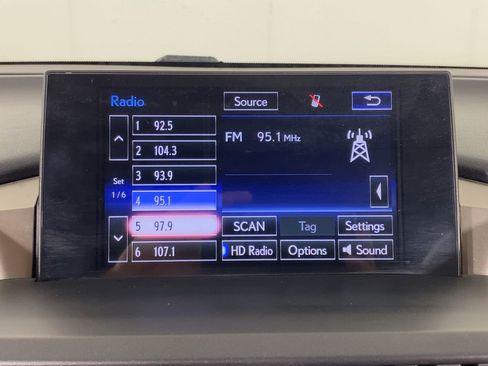 Radio
Source
1 92.5
2 104.3
3 93.9
4 95.1
5 97.9
6 107.1
Set
1/6
FM 95.1 MHz
SCAN
Tag
Settings
HD Radio
Options
Sound